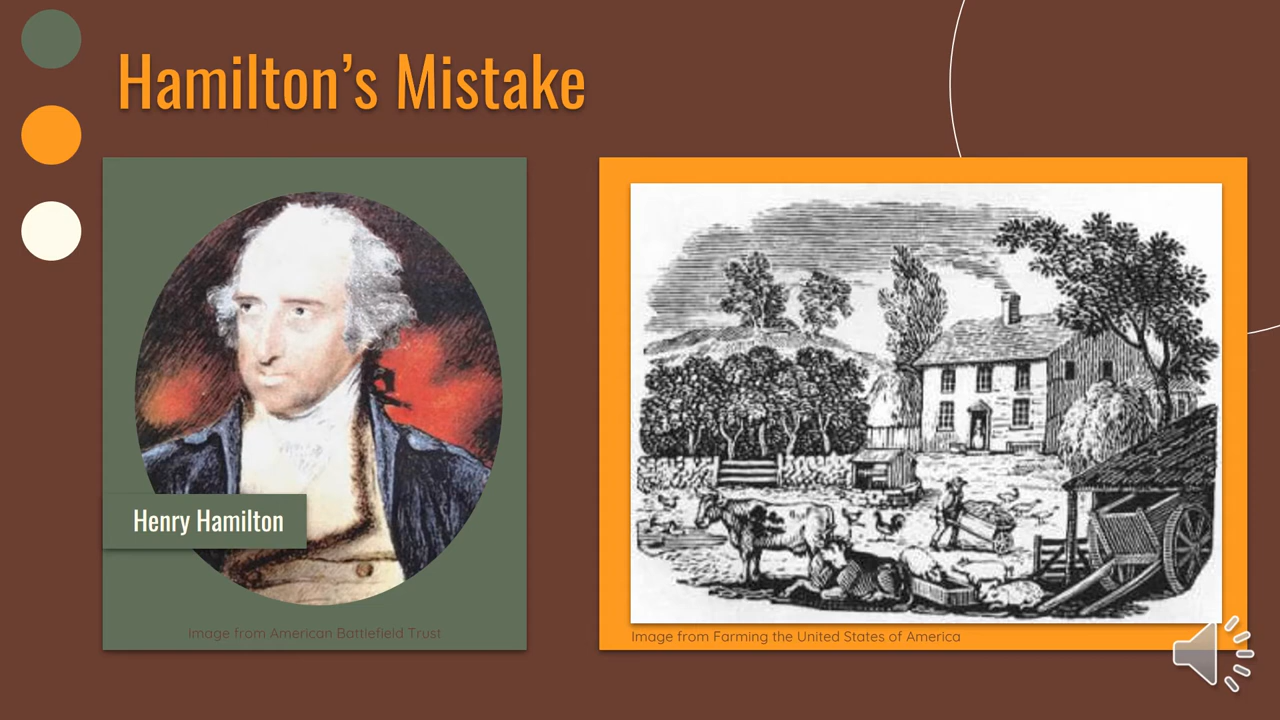 Hamilton’s Mistake
Henry Hamilton
Image from American Battlefield Trust
Image from Farming the United States of America